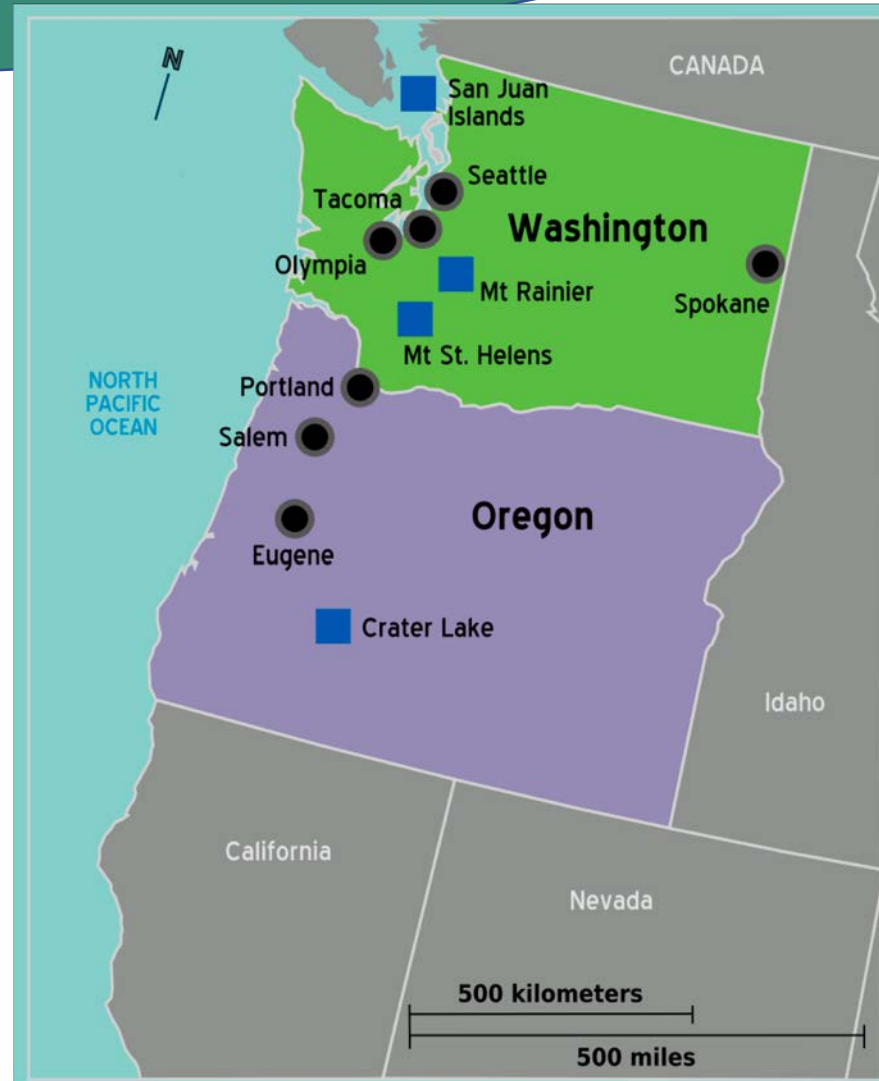 N
CANADA
San Juan
Islands
Seattle
Tacoma
Washington
Olympia
Mt Rainier
Spokane
Mt St. Helens
NORTH
PACIFIC
OCEAN
Portland
Salem
Oregon
Eugene
Crater Lake
Idaho
California
Nevada
500 kilometers
500 miles